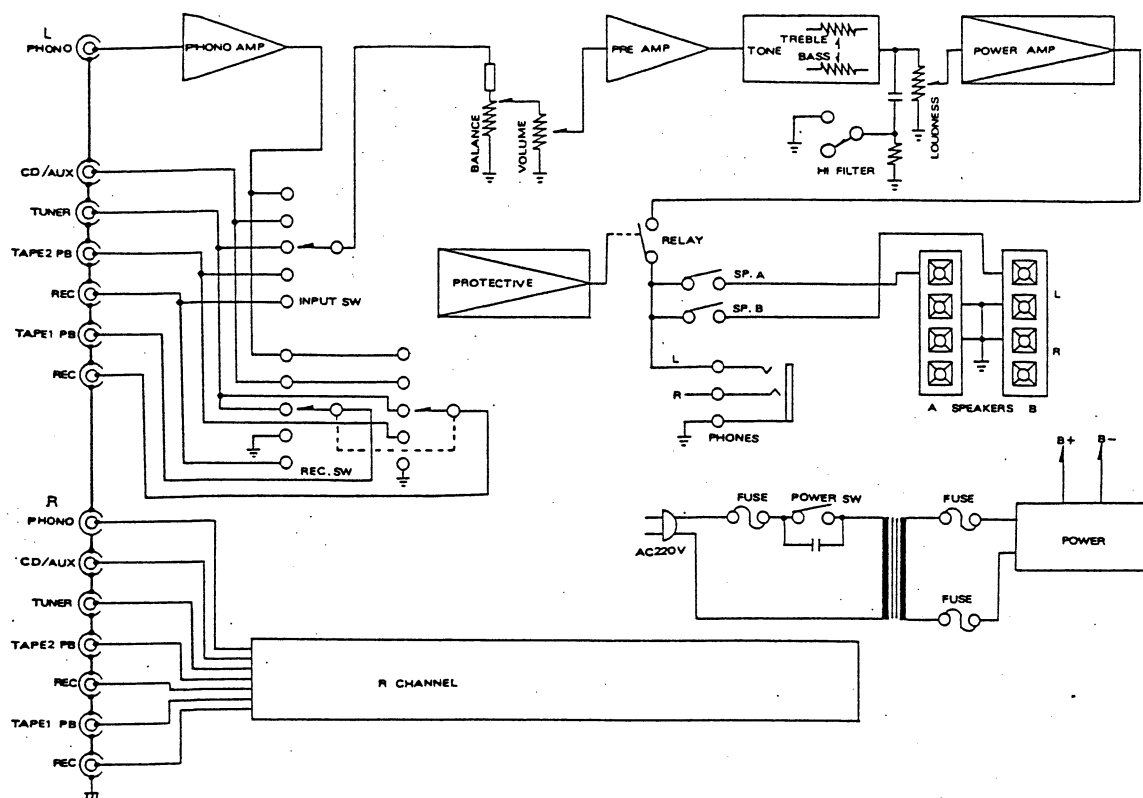 L
PHONO
PHONO AMP
CD/AUX
TUNER
TAPE2 PB
REC
TAPE1 PB
REC
INPUT SW
REC. SW
BALANCE
VOLUME
PRE AMP
TREBLE
BASS
TONE
LOUDNESS
HI FILTER
POWER AMP
PROTECTIVE
RELAY
SP. A
SP. B
L
R
PHONES
L
R
A SPEAKERS B
R
PHONO
CD/AUX
TUNER
TAPE2 PB
REC
TAPE1 PB
REC
R CHANNEL
AC220V
FUSE
POWER SW
FUSE
FUSE
B+
B-
POWER